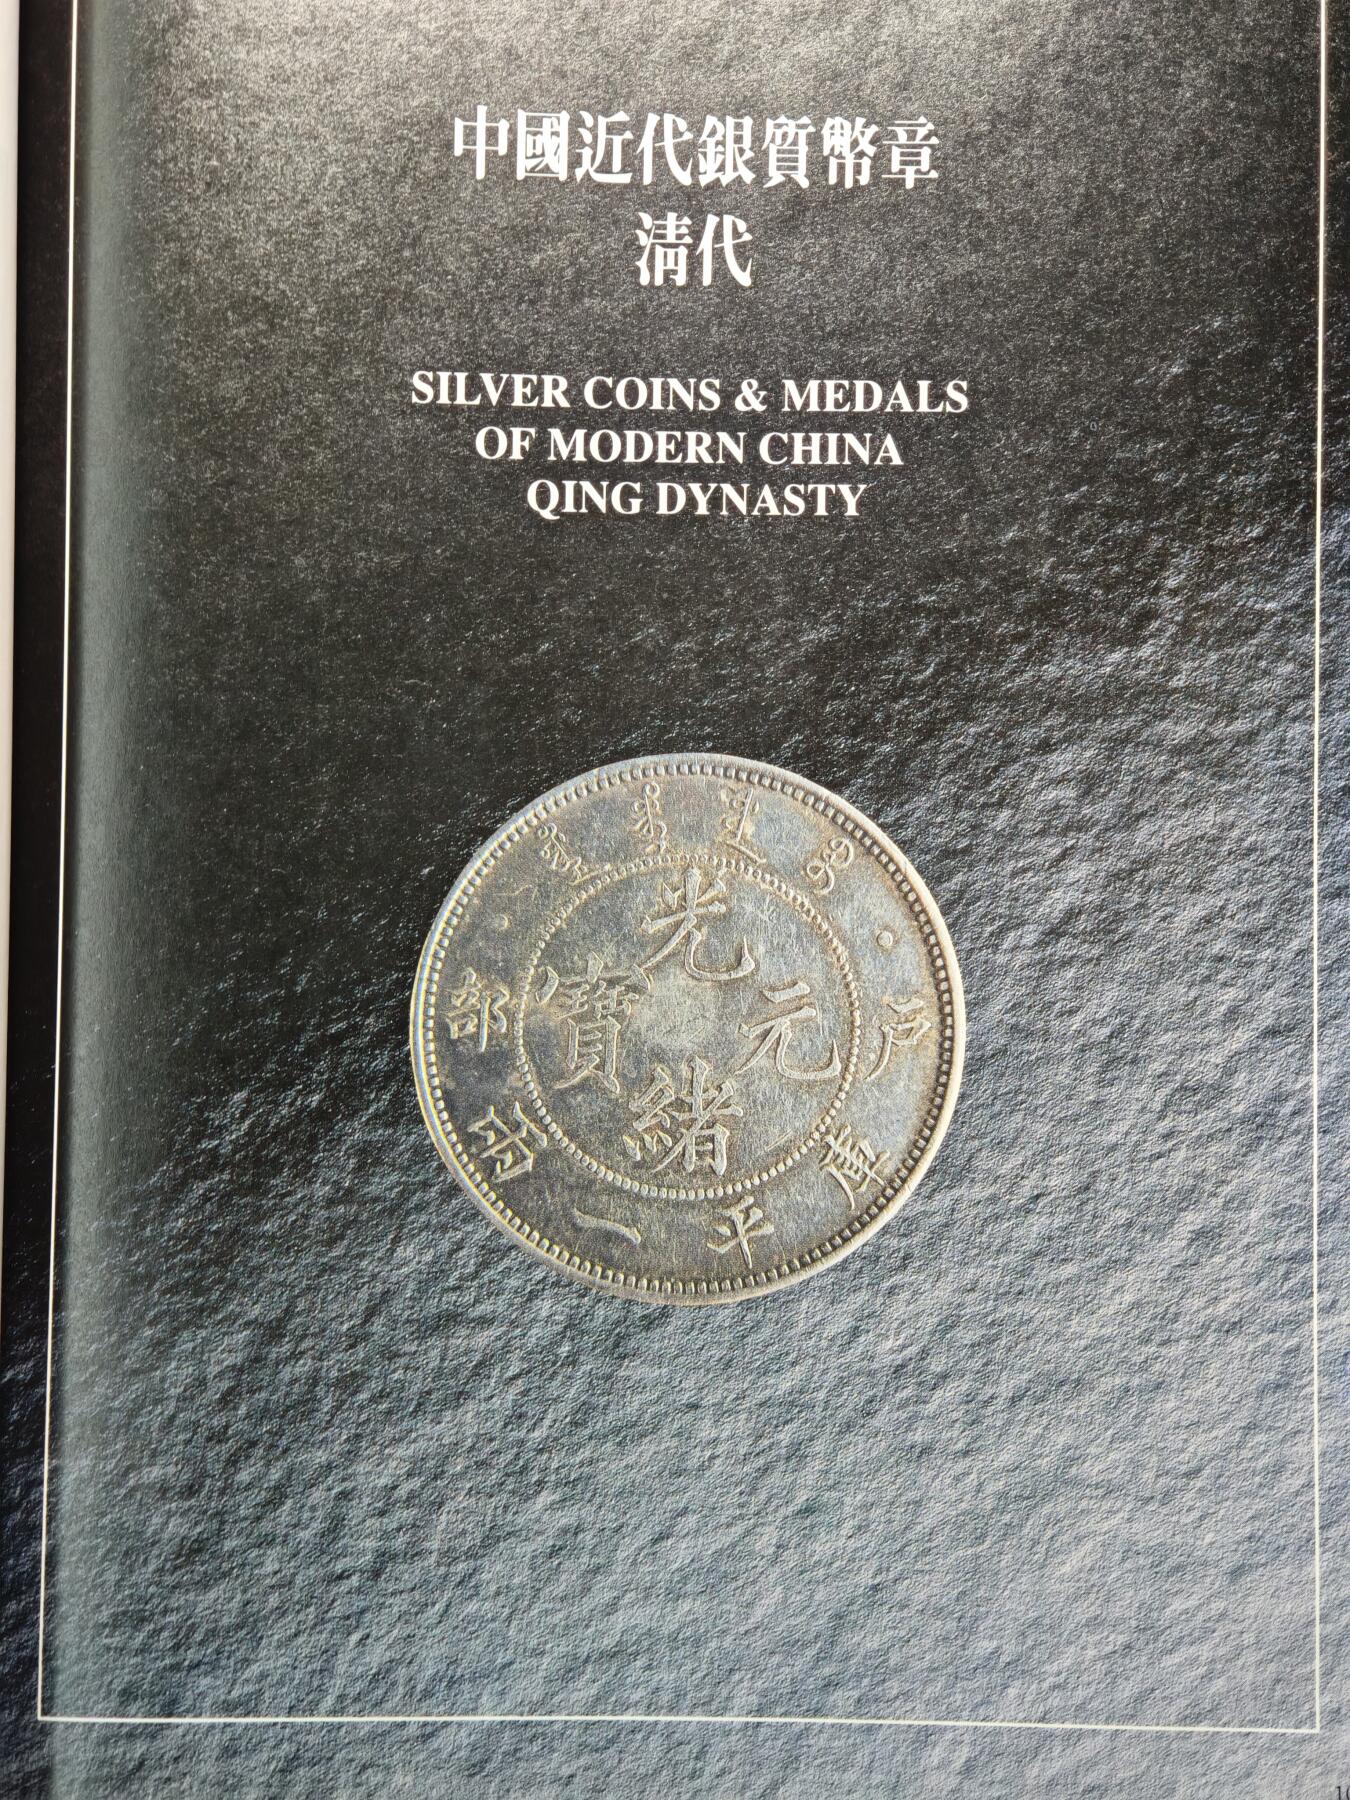 中國近代銀質幣章
清代
SILVER COINS & MEDALS
OF MODERN CHINA
QING DYNASTY
光緒元寶
戶部
庫平一兩